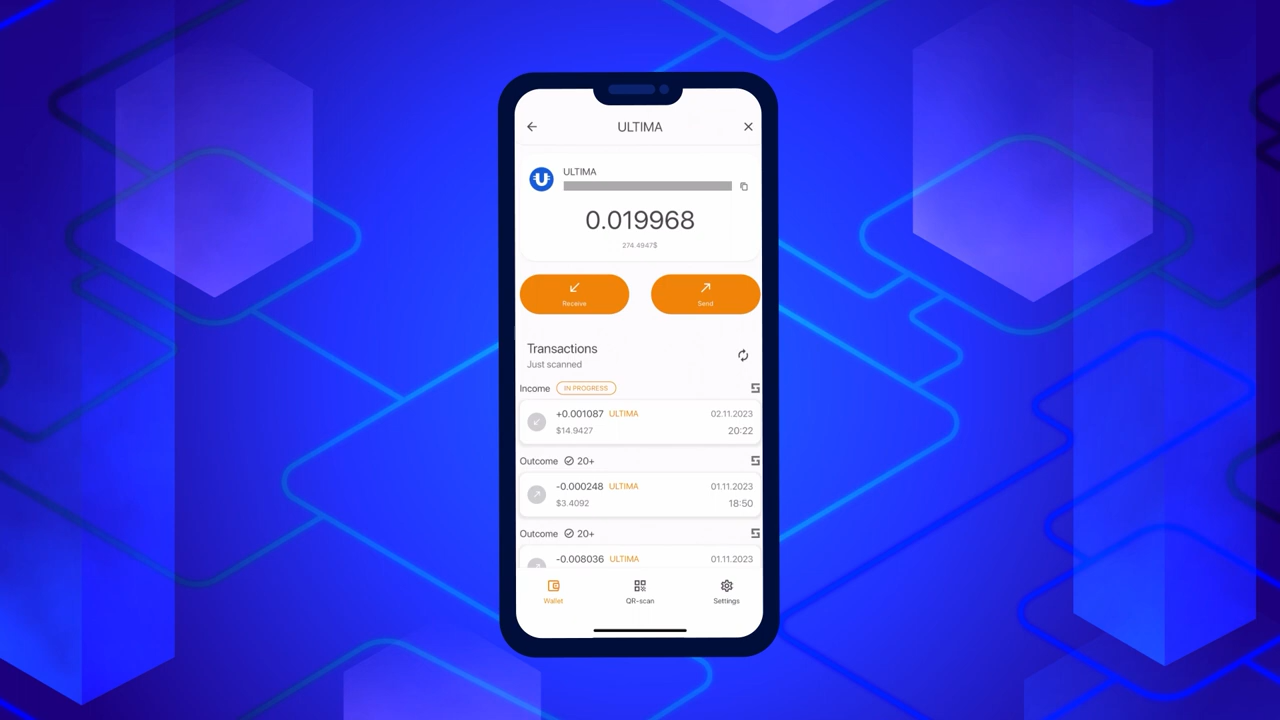 ULTIMA
ULTIMA
0.019968
274.4947$
Receive
Send
Transactions
Just scanned
Income IN PROGRESS
+0.001087 ULTIMA 02.11.2023
$14.9427 20:22
Outcome 20+
-0.000248 ULTIMA 01.11.2023
$3.4092 18:50
Outcome 20+
-0.008036 ULTIMA 01.11.2023
Wallet
QR-scan
Settings